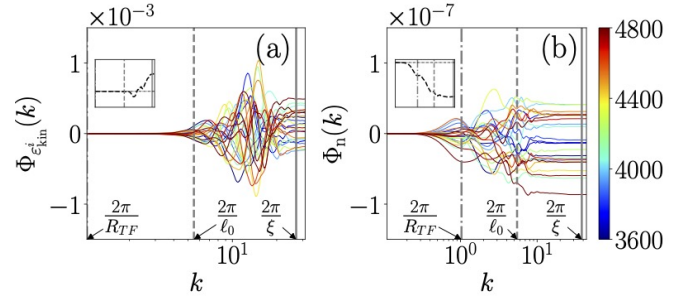 ×10⁻³
(a)
1
0
−1
Φ_{ε^i_kin}(k)
2π/R_TF
2π/ℓ₀
2π/ξ
10¹
k
×10⁻⁷
(b)
1
0
−1
Φ_n(k)
2π/R_TF
2π/ℓ₀
2π/ξ
10⁰
10¹
k
4800
4400
4000
3600